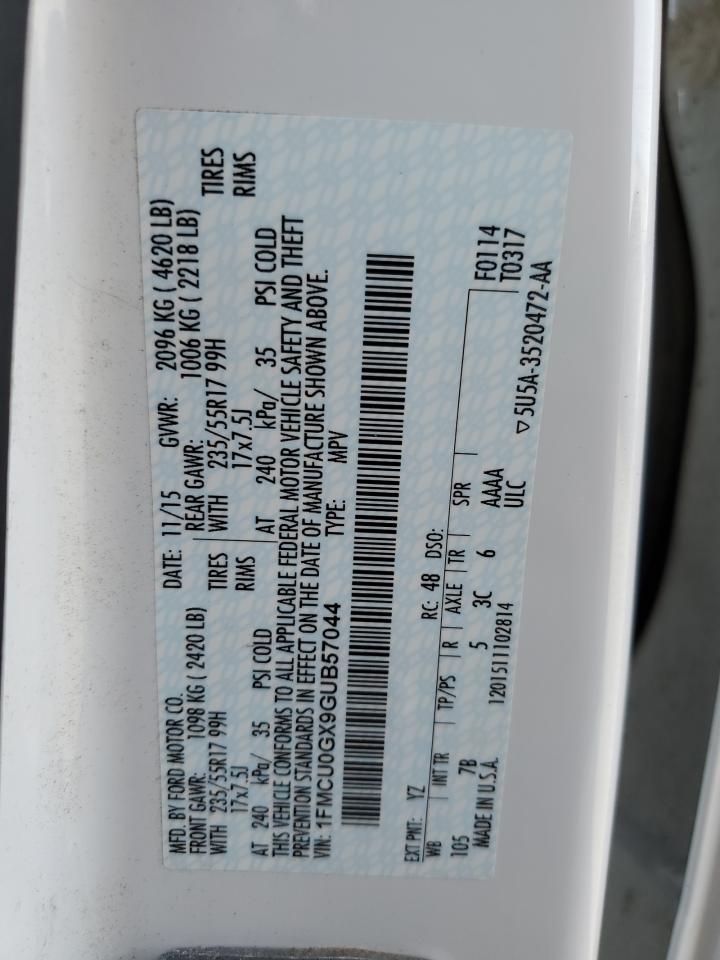 MFD. BY FORD MOTOR CO. DATE: 11/15 GVWR: 2096 KG ( 4620 LB)
FRONT GAWR: 1098 KG ( 2420 LB) REAR GAWR: 1006 KG ( 2218 LB)
WITH 235/55R17 99H TIRES WITH 235/55R17 99H TIRES
17x7.5J RIMS 17x7.5J RIMS
AT 240 kPa/ 35 PSI COLD AT 240 kPa/ 35 PSI COLD
THIS VEHICLE CONFORMS TO ALL APPLICABLE FEDERAL MOTOR VEHICLE SAFETY AND THEFT
PREVENTION STANDARDS IN EFFECT ON THE DATE OF MANUFACTURE SHOWN ABOVE.
VIN: 1FMCU0GX9GUB57044 TYPE: MPV
EXT PNT: YZ RC: 48 DSO: F0114
WB INT TR TP/PS R AXLE TR SPR T0317
105 7B 5 3C 6 AAAA
MADE IN U.S.A. 1201511102814 ULC ▽5U5A-3520472-AA